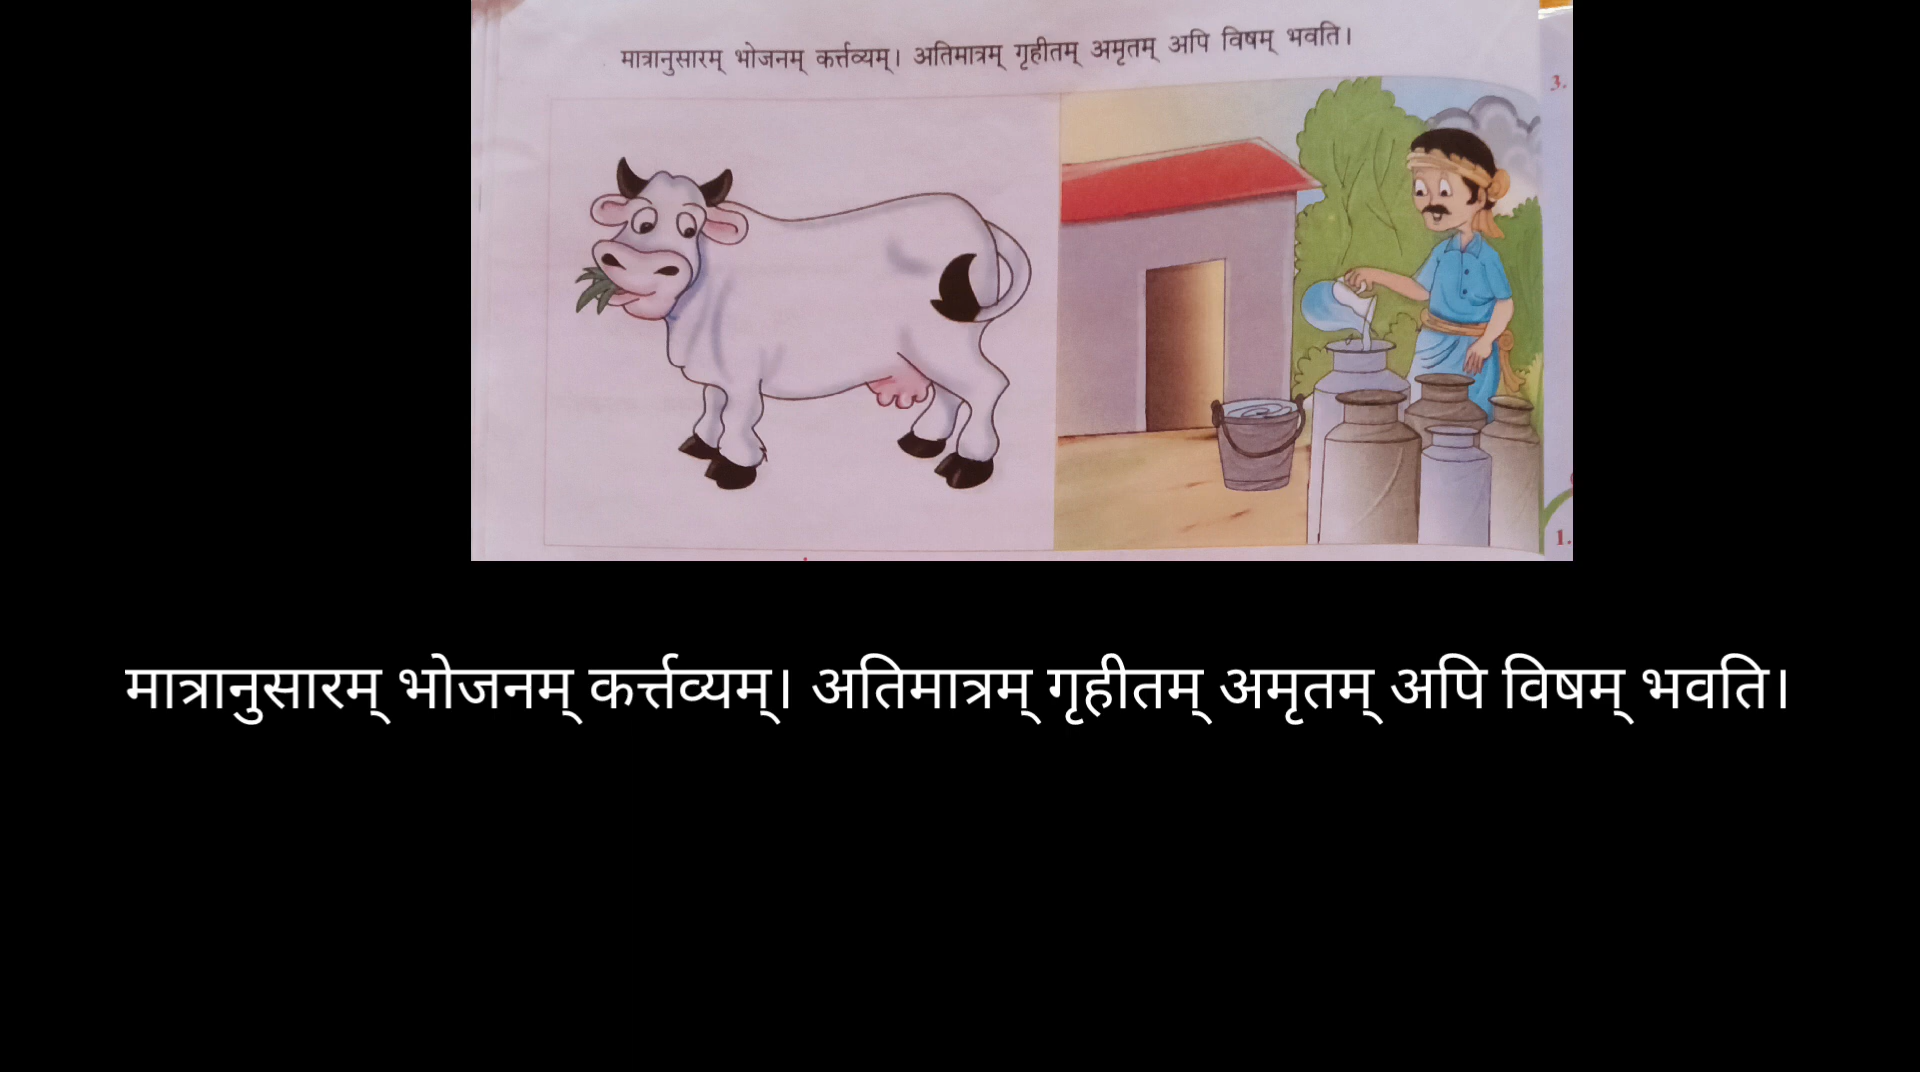 मात्रानुसारम् भोजनम् कर्त्तव्यम्। अतिमात्रम् गृहीतम् अमृतम् अपि विषम् भवति।
3.
1.
मात्रानुसारम् भोजनम् कर्त्तव्यम्। अतिमात्रम् गृहीतम् अमृतम् अपि विषम् भवति।